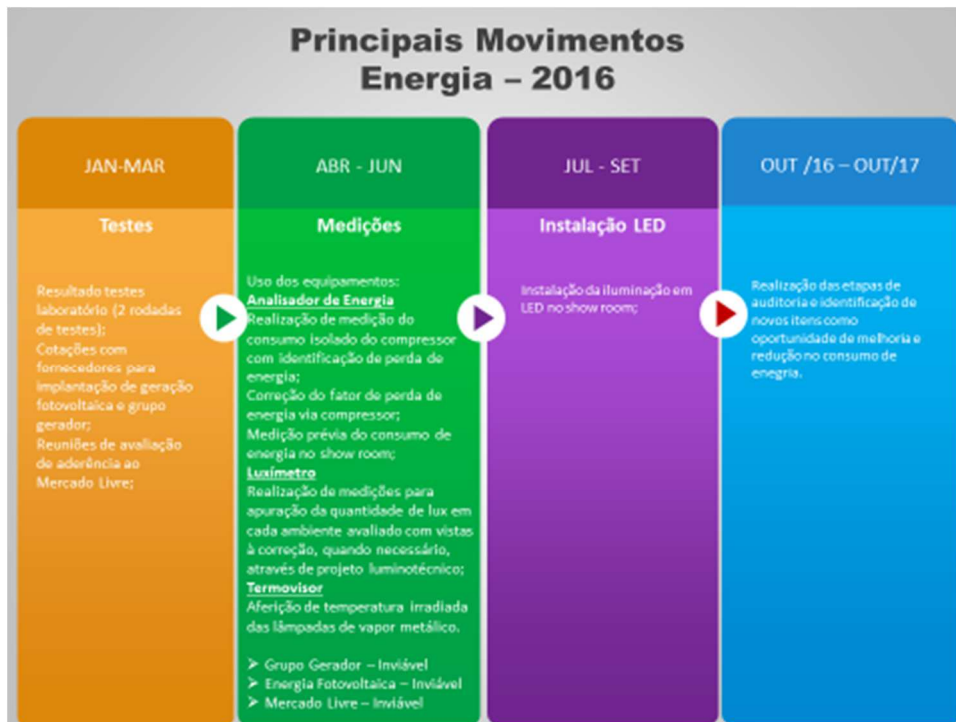 Principais Movimentos
Energia – 2016
JAN-MAR
Testes
Resultado testes
laboratório (2 rodadas
de testes);
Cotações com
fornecedores para
implantação de geração
fotovoltaica e grupo
gerador;
Reuniões de avaliação
de aderência ao
Mercado Livre;
ABR - JUN
Medições
Uso dos equipamentos:
Analisador de Energia
Realização de medição do
consumo isolado do compressor
com identificação de perda de
energia;
Correção do fator de perda de
energia via compressor;
Medição prévia do consumo de
energia no show room;
Luxímetro
Realização de medições para
apuração da quantidade de lux em
cada ambiente avaliado com vistas
à correção, quando necessário,
através de projeto luminotécnico;
Termovisor
Aferição de temperatura irradiada
das lâmpadas de vapor metálico.
➢ Grupo Gerador – Inviável
➢ Energia Fotovoltaica – Inviável
➢ Mercado Livre – Inviável
JUL - SET
Instalação LED
Instalação da iluminação em
LED no show room;
OUT /16 – OUT/17
Realização das etapas de
auditoria e identificação de
novos itens como
oportunidade de melhoria e
redução no consumo de
enegria.